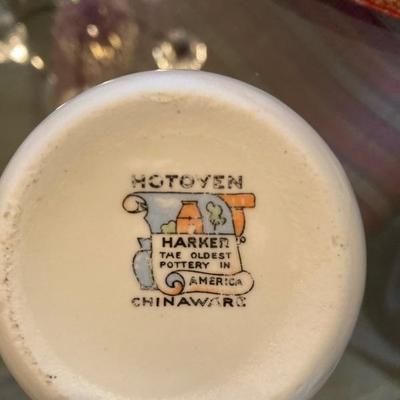 HOTOVEN
HARKER
THE OLDEST
POTTERY IN
AMERICA
CHINAWARE